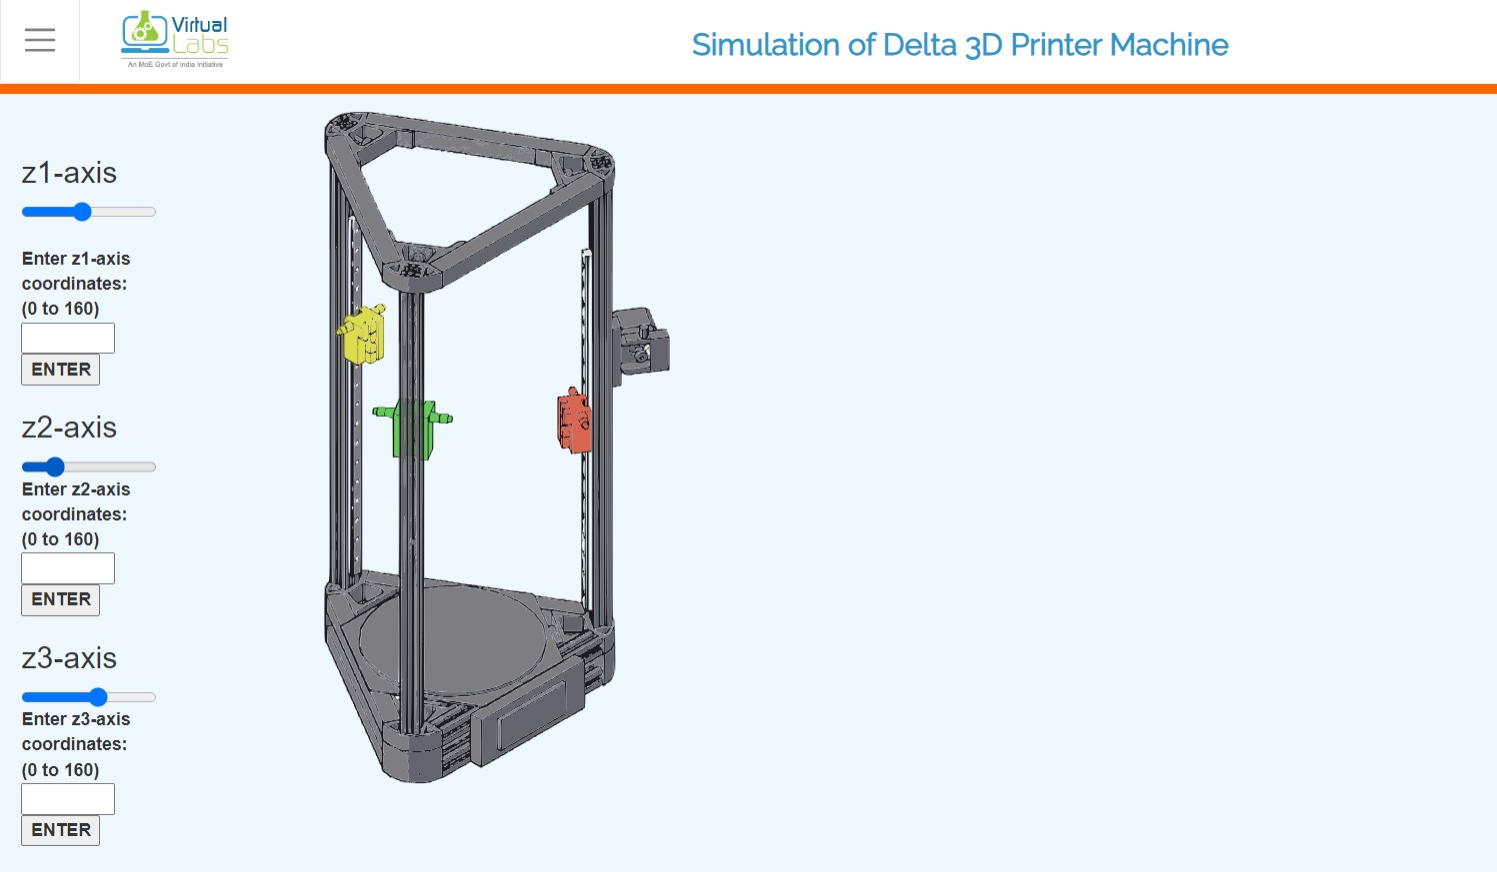 Virtual
Labs
An MoE Govt of India Initiative
Simulation of Delta 3D Printer Machine
z1-axis
Enter z1-axis
coordinates:
(0 to 160)
ENTER
z2-axis
Enter z2-axis
coordinates:
(0 to 160)
ENTER
z3-axis
Enter z3-axis
coordinates:
(0 to 160)
ENTER